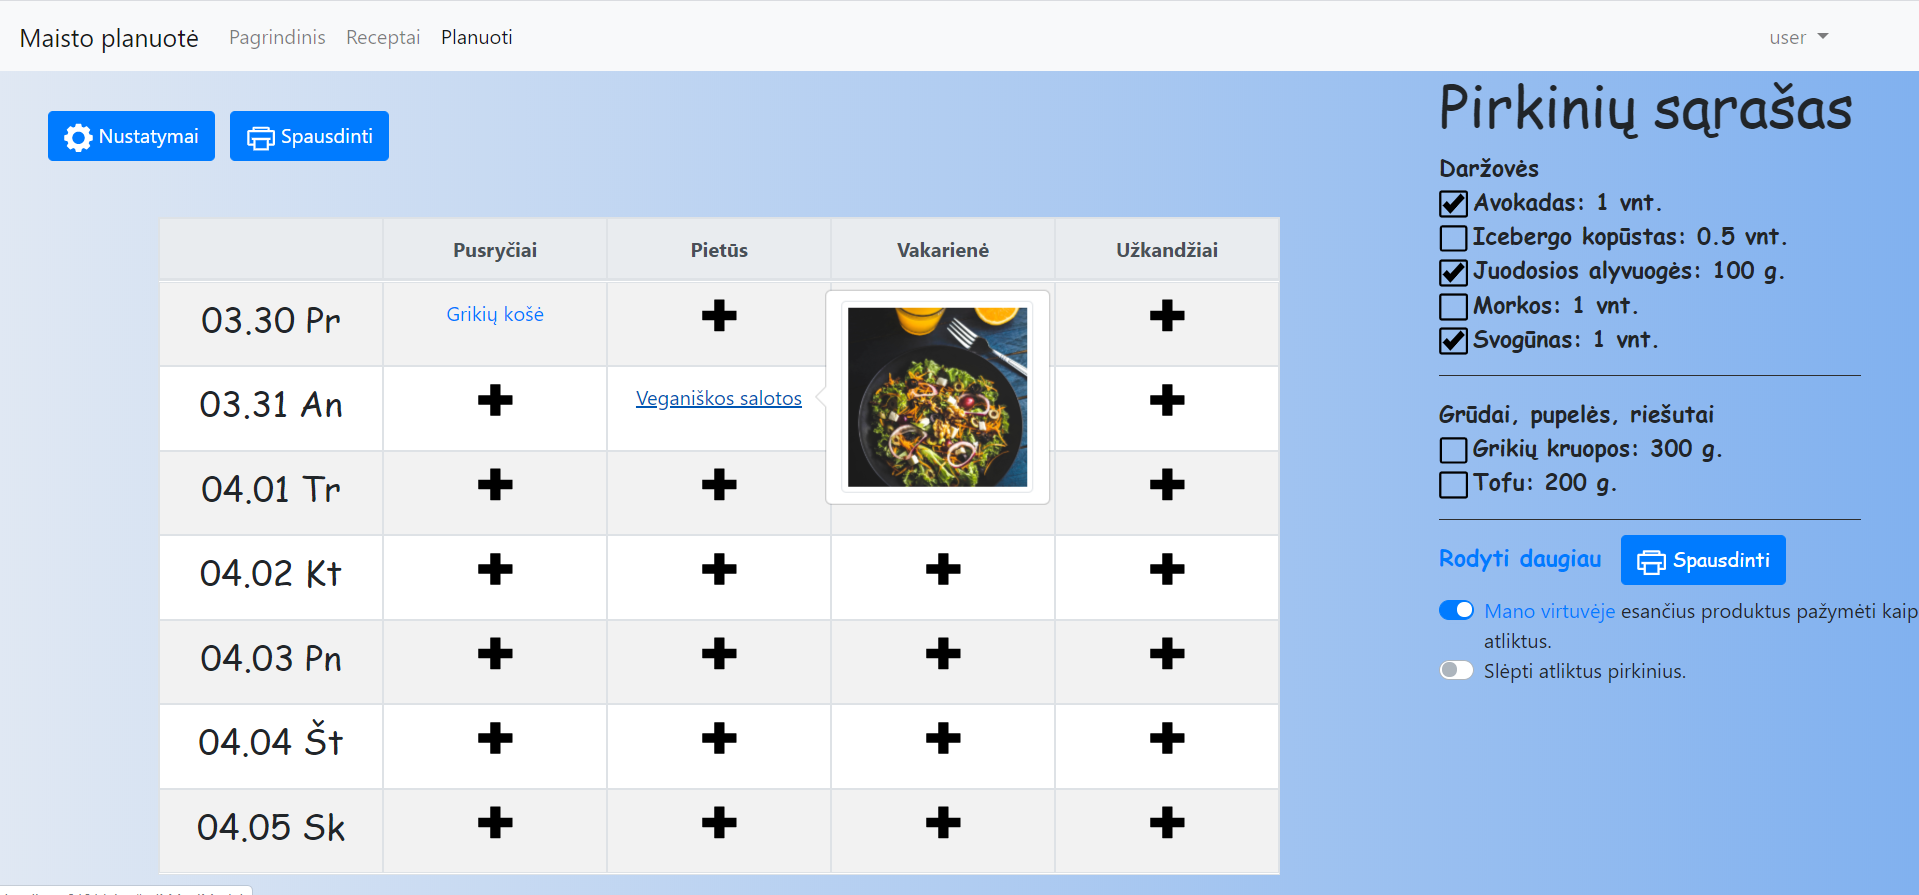 Maisto planuotė Pagrindinis Receptai Planuoti user
Nustatymai Spausdinti
Pusryčiai Pietūs Vakarienė Užkandžiai
03.30 Pr Grikių košė
03.31 An Veganiškos salotos
04.01 Tr
04.02 Kt
04.03 Pn
04.04 Št
04.05 Sk
Pirkinių sąrašas
Daržovės
Avokadas: 1 vnt.
Icebergo kopūstas: 0.5 vnt.
Juodosios alyvuogės: 100 g.
Morkos: 1 vnt.
Svogūnas: 1 vnt.
Grūdai, pupelės, riešutai
Grikių kruopos: 300 g.
Tofu: 200 g.
Rodyti daugiau Spausdinti
Mano virtuvėje esančius produktus pažymėti kaip
atliktus.
Slėpti atliktus pirkinius.